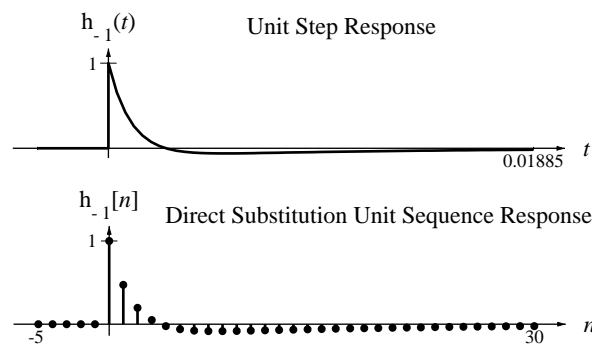 h₋₁(t)
Unit Step Response
1
t
0.01885
h₋₁[n]
Direct Substitution Unit Sequence Response
1
-5
30
n